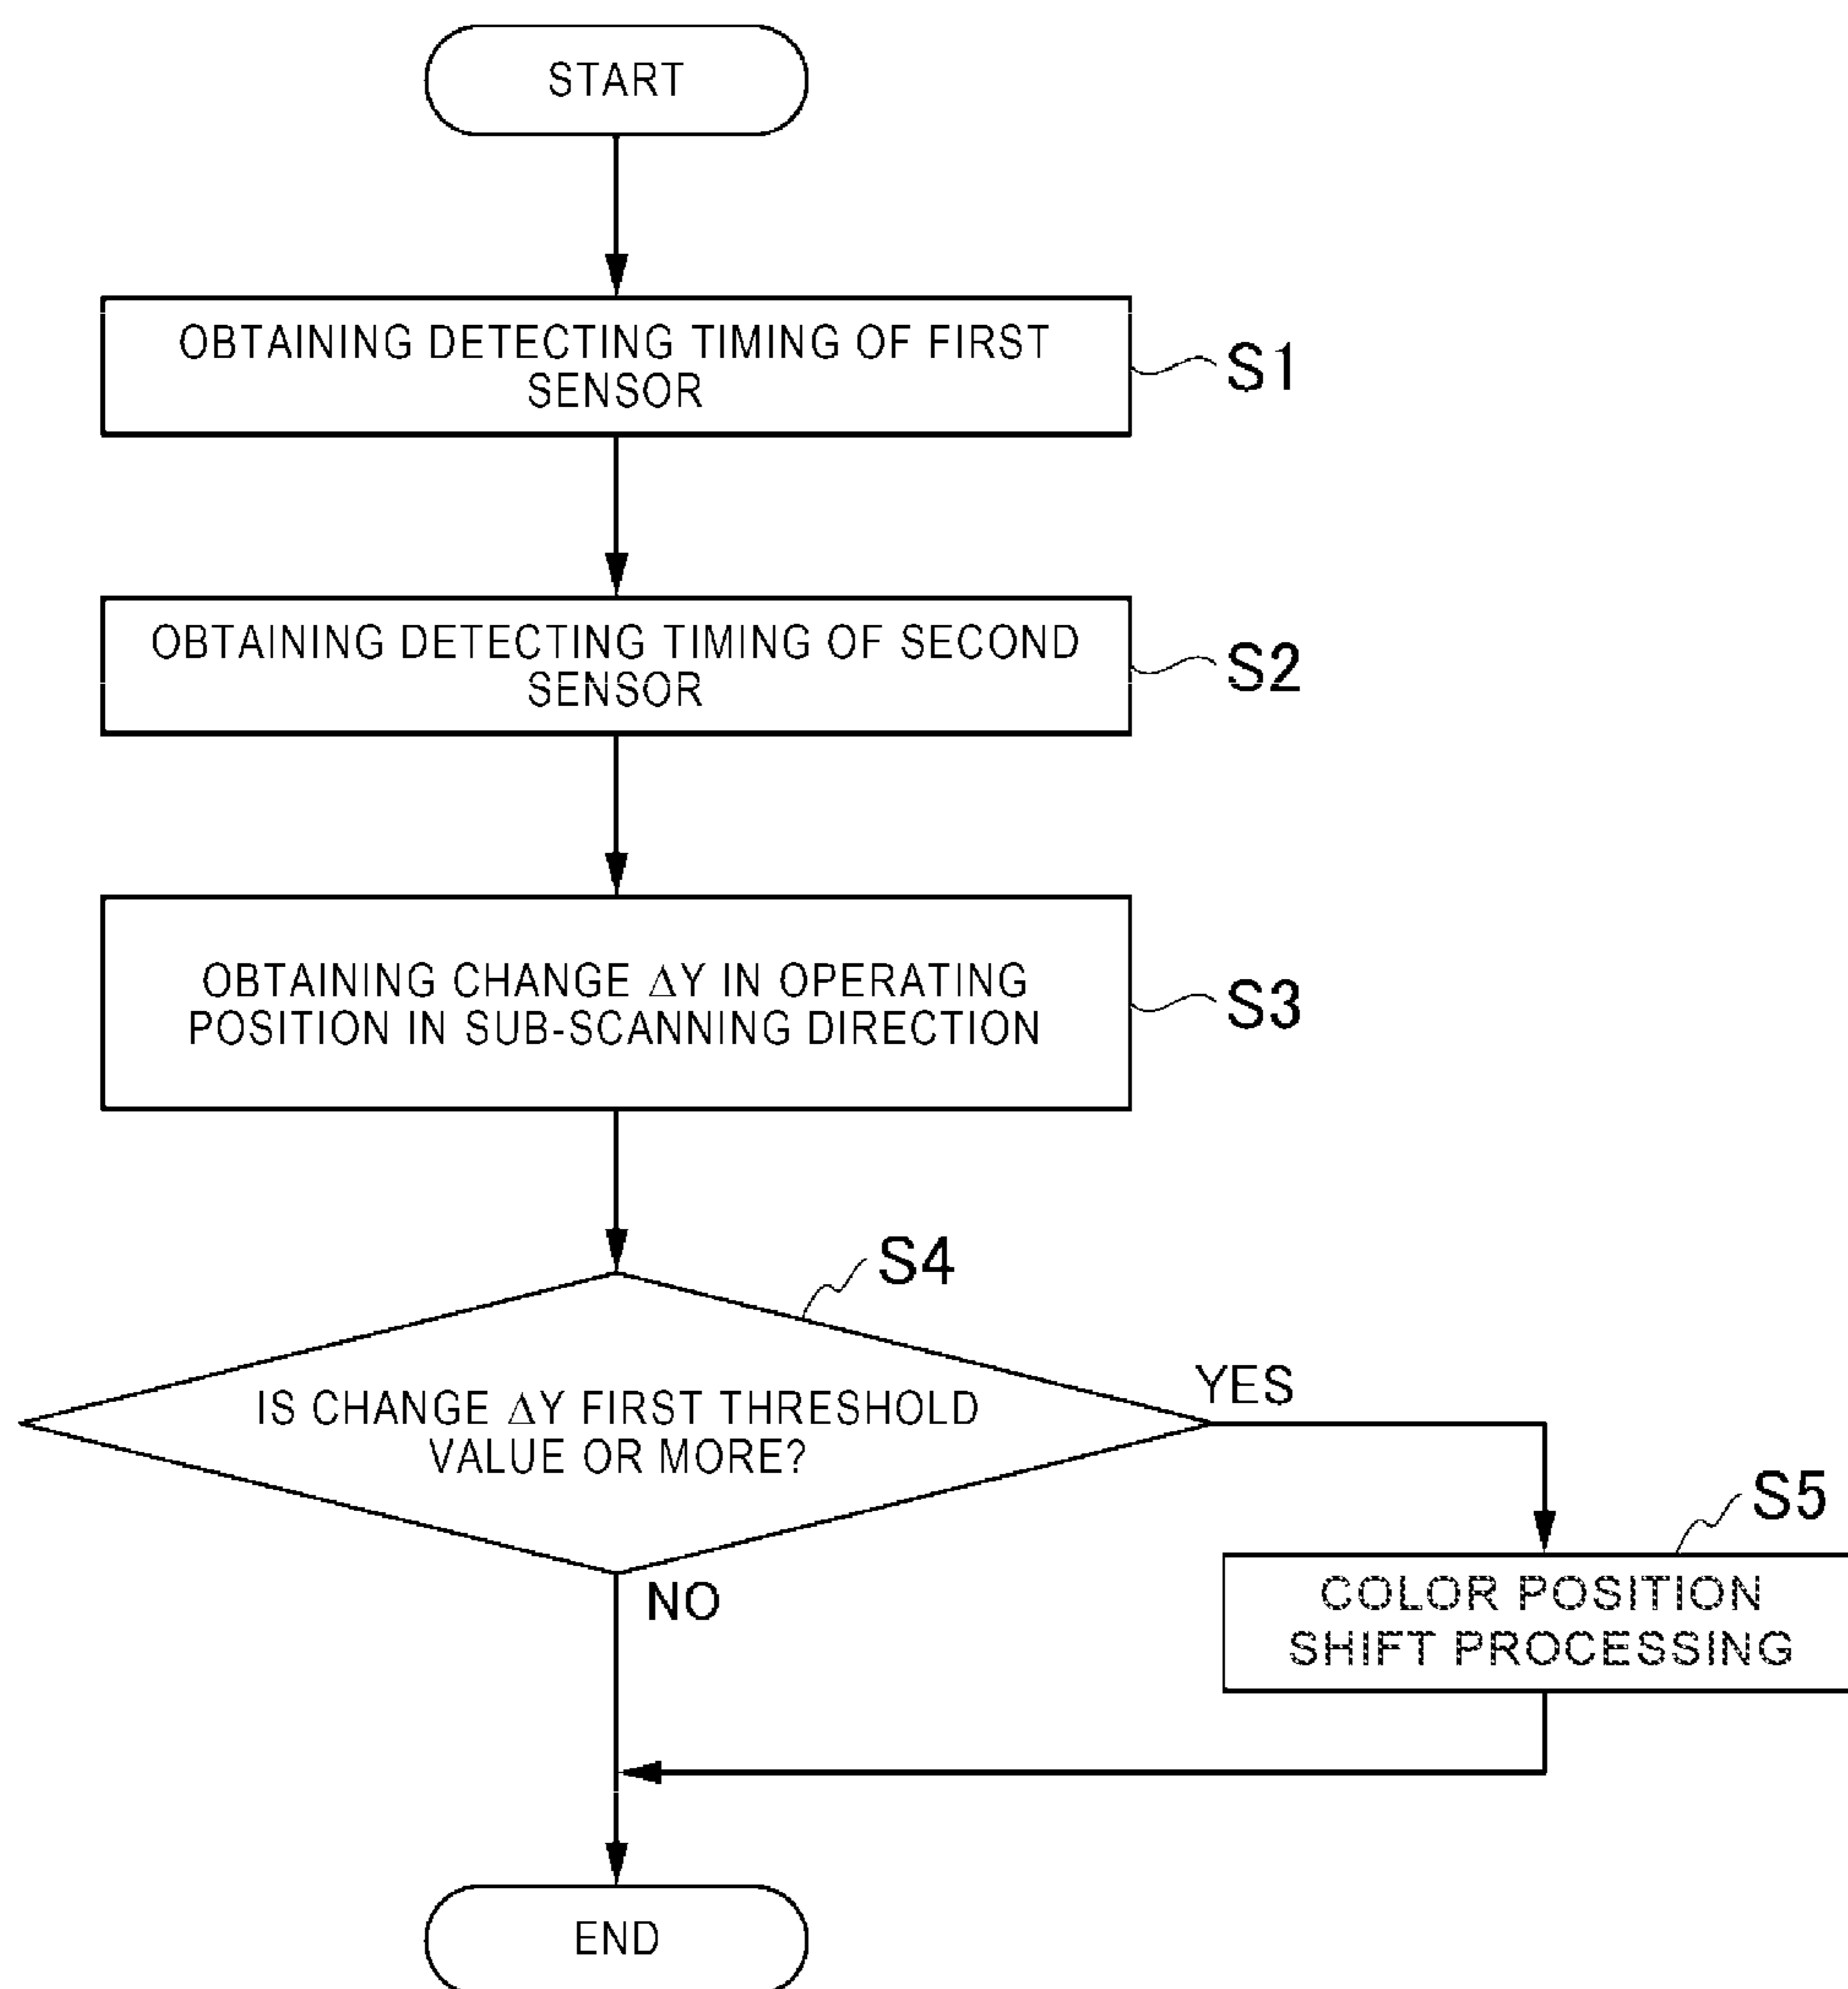 START
OBTAINING DETECTING TIMING OF FIRST
SENSOR
S1
OBTAINING DETECTING TIMING OF SECOND
SENSOR
S2
OBTAINING CHANGE ΔY IN OPERATING
POSITION IN SUB-SCANNING DIRECTION
S3
S4
IS CHANGE ΔY FIRST THRESHOLD
VALUE OR MORE?
YES
NO
S5
COLOR POSITION
SHIFT PROCESSING
END